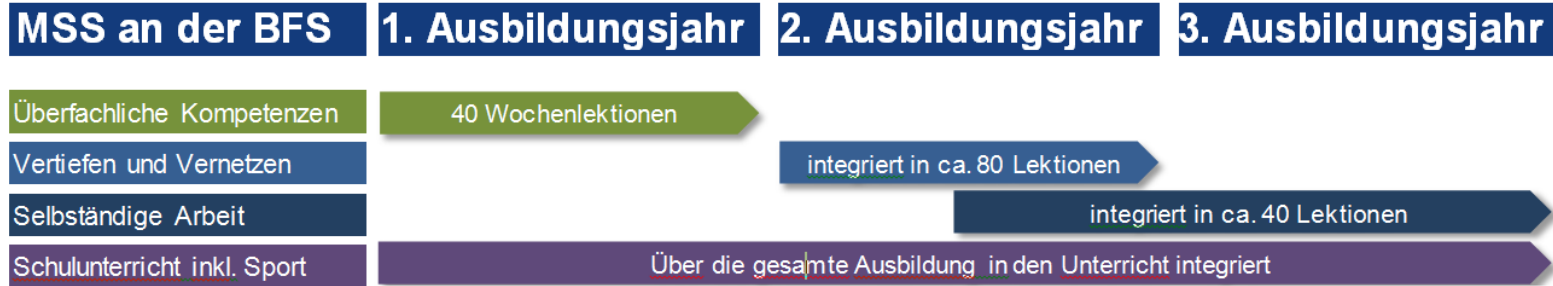 MSS an der BFS 1. Ausbildungsjahr 2. Ausbildungsjahr 3. Ausbildungsjahr
Überfachliche Kompetenzen 40 Wochenlektionen
Vertiefen und Vernetzen integriert in ca. 80 Lektionen
Selbständige Arbeit integriert in ca. 40 Lektionen
Schulunterricht inkl. Sport Über die gesamte Ausbildung in den Unterricht integriert